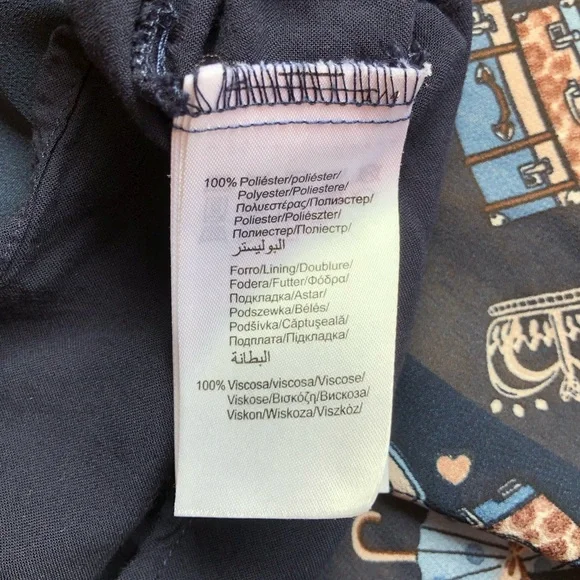 100% Poliéster/poliéster/
Polyester/Poliestere/
Πολυεστέρας/Полиэстер/
Poliester/Poliészter/
Полиестер/Поліестр/
البوليستر
Forro/Lining/Doublure/
Fodera/Futter/Φόδρα/
Подкладка/Astar/
Podszewka/Bélés/
Podšívka/Căptuşeală/
Подплата/Підкладка/
البطانة
100% Viscosa/viscosa/Viscose/
Viskose/Βισκόζη/Вискоза/
Viskon/Wiskoza/Viszkóz/